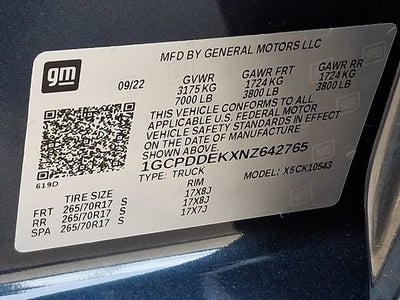 gm
MFD BY GENERAL MOTORS LLC
09/22 GVWR GAWR FRT GAWR RR
3175 KG 1724 KG 1724 KG
7000 LB 3800 LB 3800 LB
THIS VEHICLE CONFORMS TO ALL
APPLICABLE U.S. FEDERAL MOTOR
VEHICLE SAFETY STANDARDS IN EFFECT
ON THE DATE OF MANUFACTURE
SHOWN ABOVE.
1GCPDDEKXNZ642765
TYPE: TRUCK MODEL: X5CK10543
619D
TIRE SIZE RIM
FRT 265/70R17 S 17X8J
RR 265/70R17 S 17X8J
SPA 265/70R17 S 17X7J